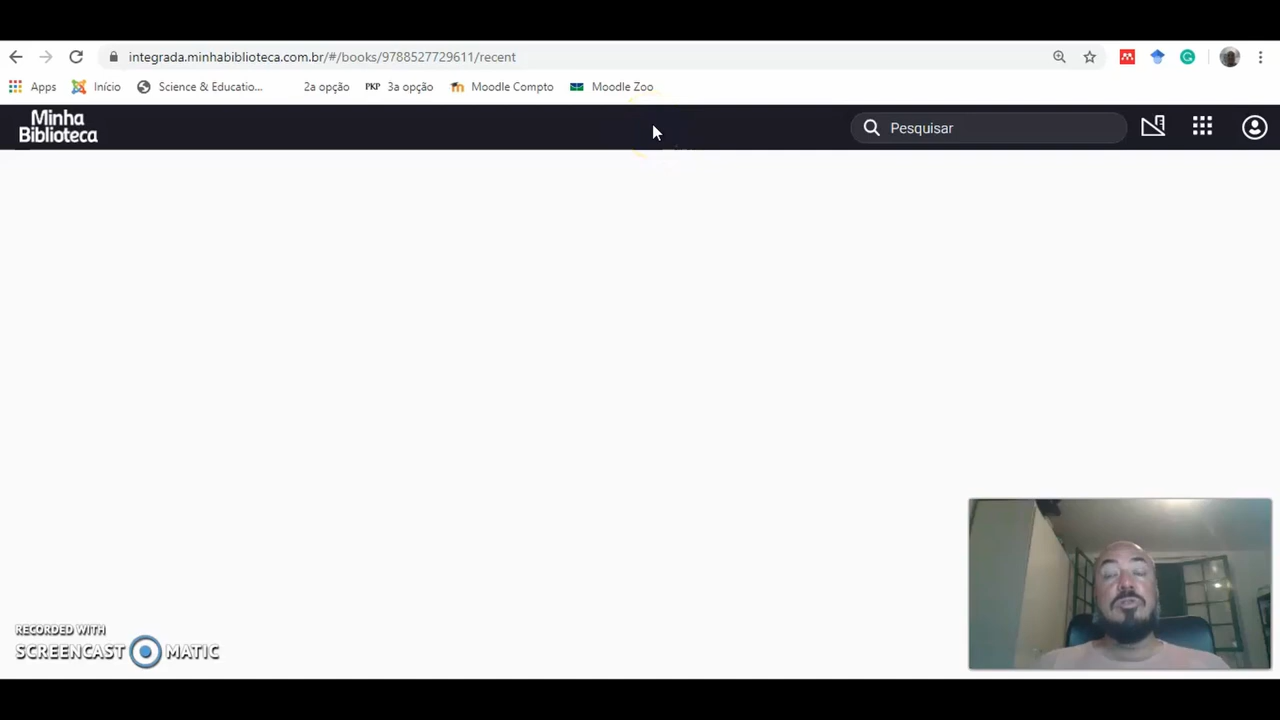 integrada.minhabiblioteca.com.br/#/books/9788527729611/recent
Apps Início Science & Educatio... 2a opção PKP 3a opção Moodle Compto Moodle Zoo
Minha
Biblioteca
Pesquisar
RECORDED WITH
SCREENCAST MATIC